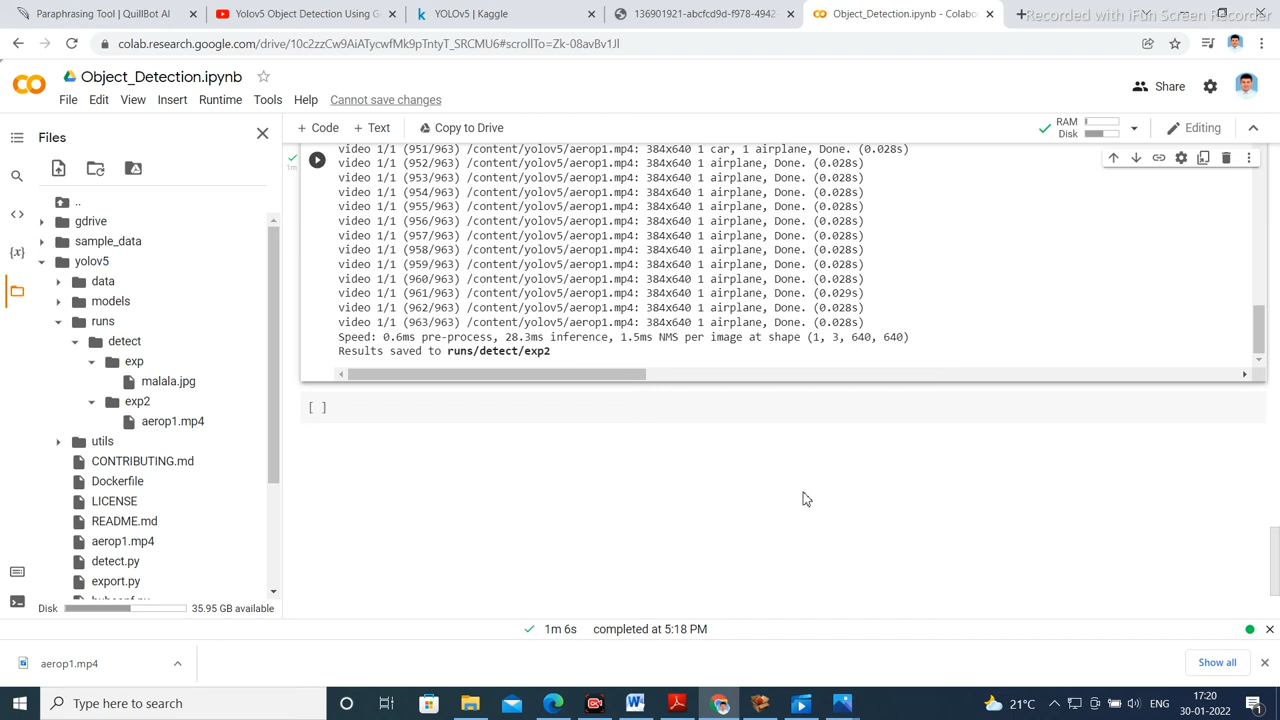 Paraphrasing Tool | QuillBot AI
Yolov5 Object Detection Using G
YOLOv5 | Kaggle
136901921-abcfcd9d-f978-4942-
Object_Detection.ipynb - Colabo
Recorded with iFun Screen Recorder
colab.research.google.com/drive/10c2zzCw9AiATycwfMk9pTntyT_SRCMU6#scrollTo=Zk-08avBv1Jl
Object_Detection.ipynb
File Edit View Insert Runtime Tools Help Cannot save changes
Share
Files
+ Code + Text Copy to Drive
RAM
Disk
Editing
..
gdrive
sample_data
yolov5
data
models
runs
detect
exp
malala.jpg
exp2
aerop1.mp4
utils
CONTRIBUTING.md
Dockerfile
LICENSE
README.md
aerop1.mp4
detect.py
export.py
Disk 35.95 GB available
1m
video 1/1 (951/963) /content/yolov5/aerop1.mp4: 384x640 1 car, 1 airplane, Done. (0.028s)
video 1/1 (952/963) /content/yolov5/aerop1.mp4: 384x640 1 airplane, Done. (0.028s)
video 1/1 (953/963) /content/yolov5/aerop1.mp4: 384x640 1 airplane, Done. (0.028s)
video 1/1 (954/963) /content/yolov5/aerop1.mp4: 384x640 1 airplane, Done. (0.028s)
video 1/1 (955/963) /content/yolov5/aerop1.mp4: 384x640 1 airplane, Done. (0.028s)
video 1/1 (956/963) /content/yolov5/aerop1.mp4: 384x640 1 airplane, Done. (0.028s)
video 1/1 (957/963) /content/yolov5/aerop1.mp4: 384x640 1 airplane, Done. (0.028s)
video 1/1 (958/963) /content/yolov5/aerop1.mp4: 384x640 1 airplane, Done. (0.028s)
video 1/1 (959/963) /content/yolov5/aerop1.mp4: 384x640 1 airplane, Done. (0.028s)
video 1/1 (960/963) /content/yolov5/aerop1.mp4: 384x640 1 airplane, Done. (0.028s)
video 1/1 (961/963) /content/yolov5/aerop1.mp4: 384x640 1 airplane, Done. (0.029s)
video 1/1 (962/963) /content/yolov5/aerop1.mp4: 384x640 1 airplane, Done. (0.028s)
video 1/1 (963/963) /content/yolov5/aerop1.mp4: 384x640 1 airplane, Done. (0.028s)
Speed: 0.6ms pre-process, 28.3ms inference, 1.5ms NMS per image at shape (1, 3, 640, 640)
Results saved to runs/detect/exp2
[ ]
1m 6s completed at 5:18 PM
aerop1.mp4
Show all
Type here to search
21°C
ENG
17:20
30-01-2022
1